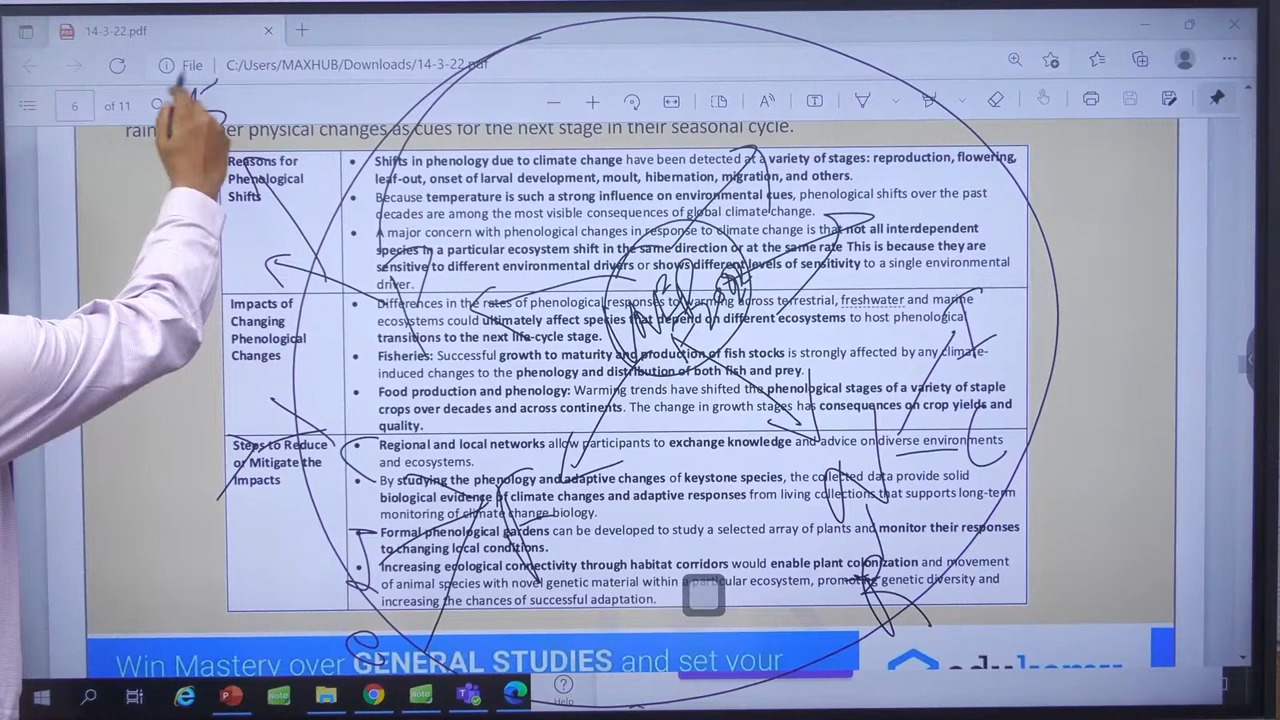 14-3-22.pdf
File | C:/Users/MAXHUB/Downloads/14-3-22.pdf
6 of 11
physical changes as cues for the next stage in their seasonal cycle.
Reasons for
Phenological
Shifts
• Shifts in phenology due to climate change have been detected at a variety of stages: reproduction, flowering,
leaf-out, onset of larval development, moult, hibernation, migration, and others.
• Because temperature is such a strong influence on environmental cues, phenological shifts over the past
decades are among the most visible consequences of global climate change.
• A major concern with phenological changes in response to climate change is that not all interdependent
species in a particular ecosystem shift in the same direction or at the same rate This is because they are
sensitive to different environmental drivers or shows different levels of sensitivity to a single environmental
driver.
Impacts of
Changing
Phenological
Changes
• Differences in the rates of phenological responses to warming across terrestrial, freshwater and marine
ecosystems could ultimately affect species that depend on different ecosystems to host phenological
transitions to the next life-cycle stage.
• Fisheries: Successful growth to maturity and production of fish stocks is strongly affected by any climate-
induced changes to the phenology and distribution of both fish and prey.
• Food production and phenology: Warming trends have shifted the phenological stages of a variety of staple
crops over decades and across continents. The change in growth stages has consequences on crop yields and
quality.
Steps to Reduce
or Mitigate the
Impacts
• Regional and local networks allow participants to exchange knowledge and advice on diverse environments
and ecosystems.
• By studying the phenology and adaptive changes of keystone species, the collected data provide solid
biological evidence of climate changes and adaptive responses from living collections that supports long-term
monitoring of climate change biology.
• Formal phenological gardens can be developed to study a selected array of plants and monitor their responses
to changing local conditions.
• Increasing ecological connectivity through habitat corridors would enable plant colonization and movement
of animal species with novel genetic material within a particular ecosystem, promoting genetic diversity and
increasing the chances of successful adaptation.
Win Mastery over GENERAL STUDIES and set your
Help